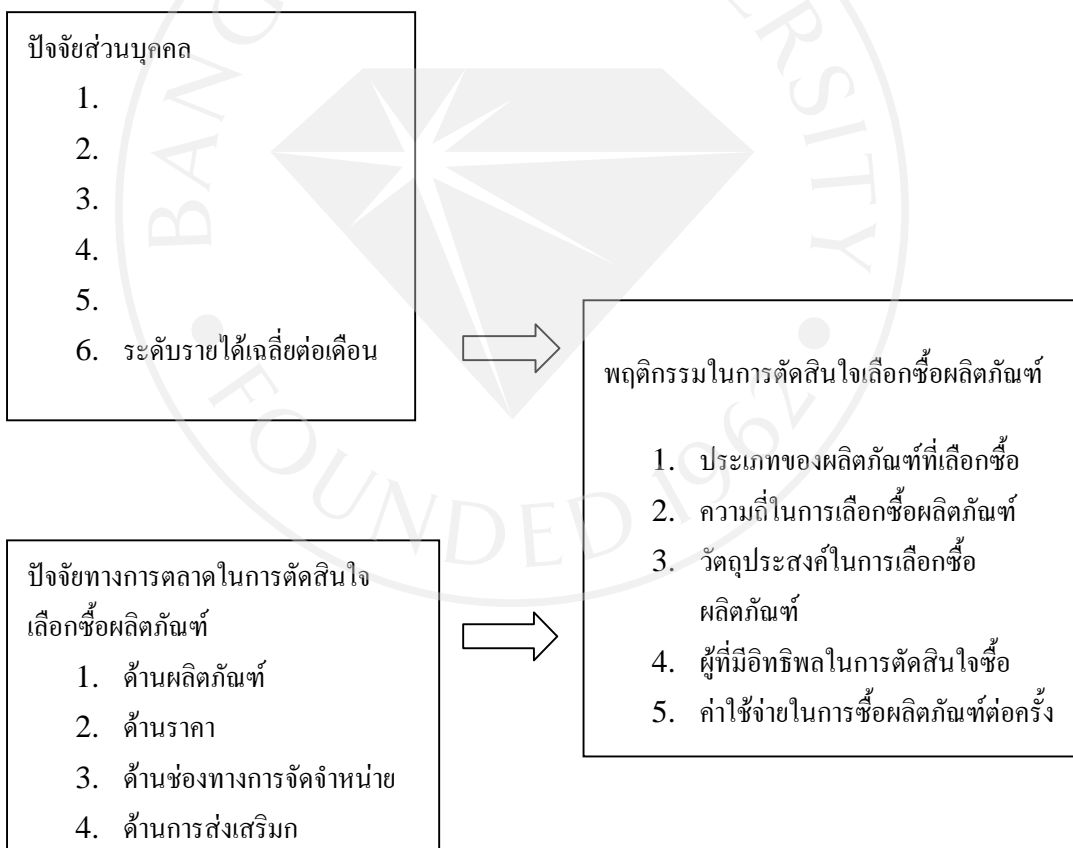 ปัจจัยส่วนบุคคล
1.
2.
3.
4.
5.
6. ระดับรายได้เฉลี่ยต่อเดือน
พฤติกรรมในการตัดสินใจเลือกซื้อผลิตภัณฑ์
1. ประเภทของผลิตภัณฑ์ที่เลือกซื้อ
2. ความถี่ในการเลือกซื้อผลิตภัณฑ์
3. วัตถุประสงค์ในการเลือกซื้อ
ผลิตภัณฑ์
4. ผู้ที่มีอิทธิพลในการตัดสินใจซื้อ
5. ค่าใช้จ่ายในการซื้อผลิตภัณฑ์ต่อครั้ง
ปัจจัยทางการตลาดในการตัดสินใจ
เลือกซื้อผลิตภัณฑ์
1. ด้านผลิตภัณฑ์
2. ด้านราคา
3. ด้านช่องทางการจัดจำหน่าย
4. ด้านการส่งเสริมก
FOUNDED 1962